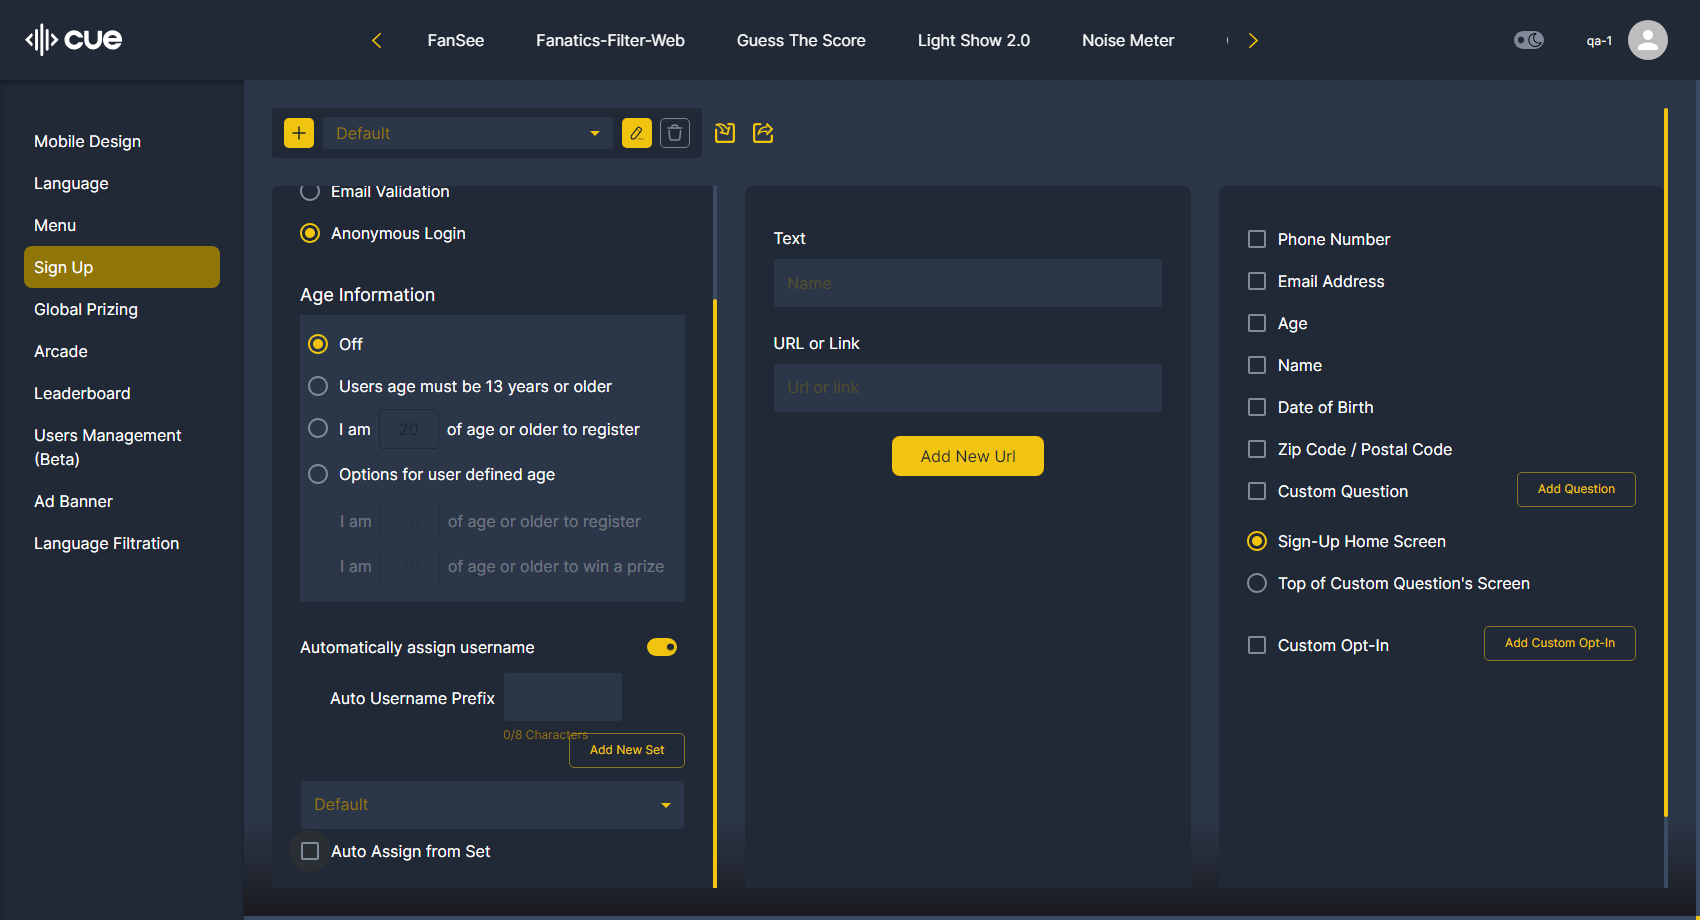 cue
FanSee
Fanatics-Filter-Web
Guess The Score
Light Show 2.0
Noise Meter
qa-1
Mobile Design
Language
Menu
Sign Up
Global Prizing
Arcade
Leaderboard
Users Management
(Beta)
Ad Banner
Language Filtration
Default
Email Validation
Anonymous Login
Age Information
Off
Users age must be 13 years or older
I am 20 of age or older to register
Options for user defined age
I am 20 of age or older to register
I am 30 of age or older to win a prize
Automatically assign username
Auto Username Prefix
0/8 Characters
Add New Set
Default
Auto Assign from Set
Text
Name
URL or Link
Url or link
Add New Url
Phone Number
Email Address
Age
Name
Date of Birth
Zip Code / Postal Code
Custom Question
Add Question
Sign-Up Home Screen
Top of Custom Question's Screen
Custom Opt-In
Add Custom Opt-In